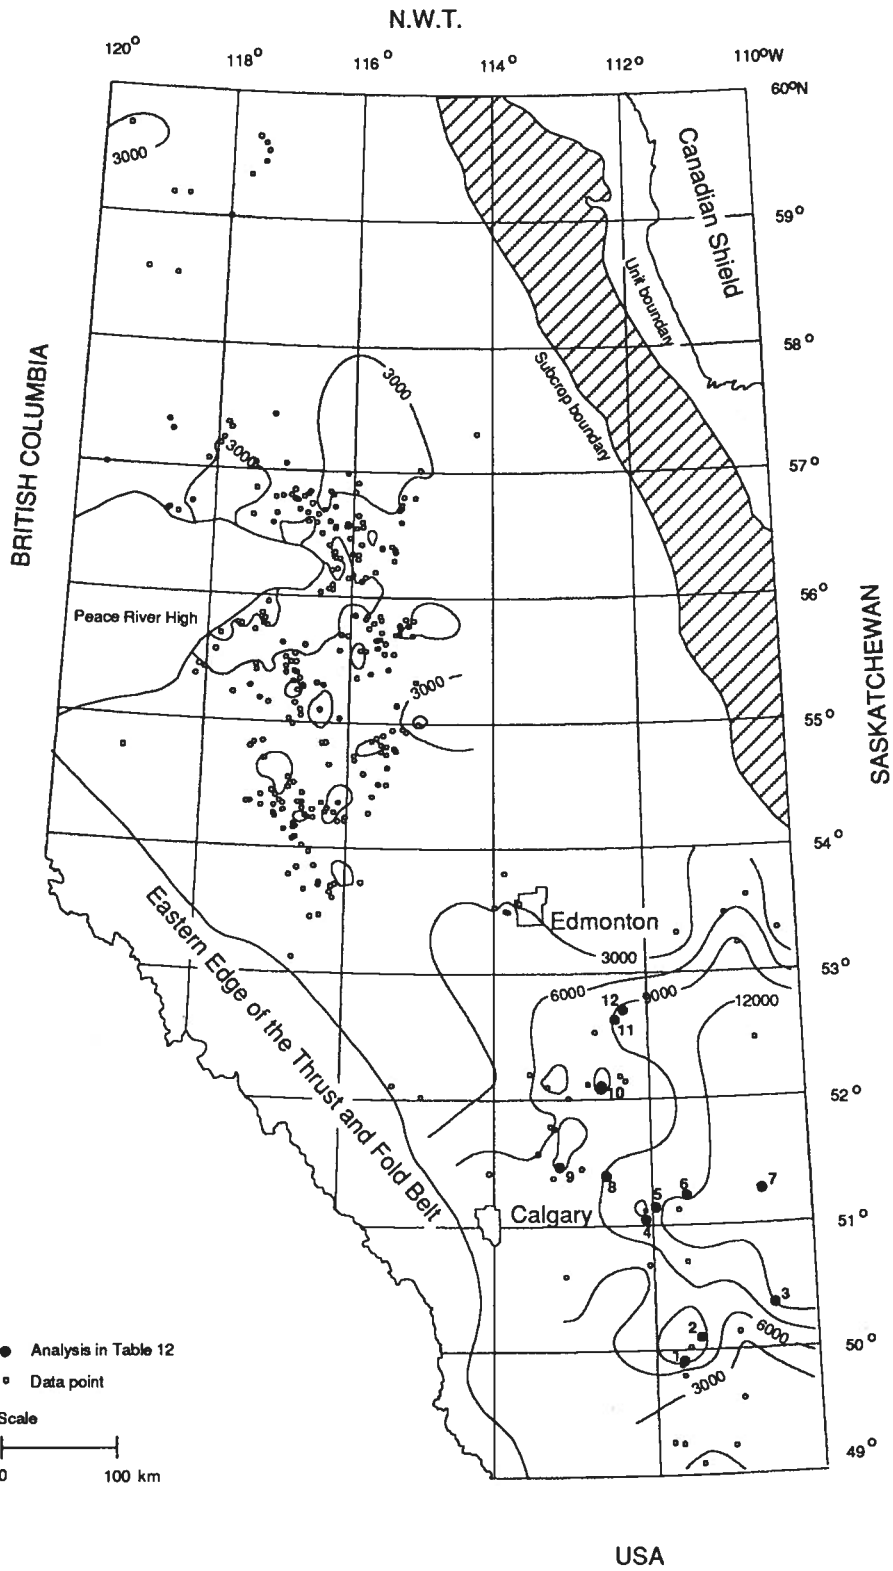 N.W.T.
120° 118° 116° 114° 112° 110°W
60°N
3000
Canadian Shield
59°
Unit boundary
58°
BRITISH COLUMBIA
3000
Subcrop boundary
3000
57°
56°
Peace River High
SASKATCHEWAN
3000
55°
54°
Eastern Edge of the Thrust and Fold Belt
Edmonton
3000
53°
6000 12 9000 12000
11
10
52°
9 8 5 6 7
4
Calgary
51°
3
2
6000
1
50°
3000
Analysis in Table 12
Data point
Scale
0 100 km
49°
USA